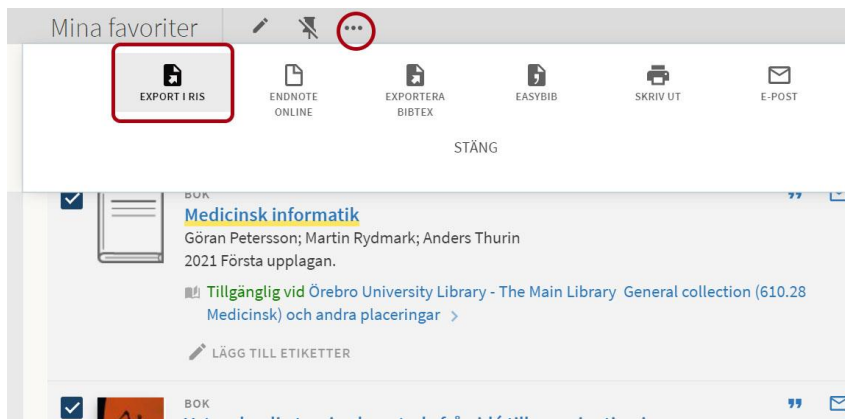 Mina favoriter
EXPORT I RIS
ENDNOTE ONLINE
EXPORTERA BIBTEX
EASYBIB
SKRIV UT
E-POST
STÄNG
BOK
Medicinsk informatik
Göran Petersson; Martin Rydmark; Anders Thurin
2021 Första upplagan.
Tillgänglig vid Örebro University Library - The Main Library General collection (610.28
Medicinsk) och andra placeringar >
LÄGG TILL ETIKETTER
BOK